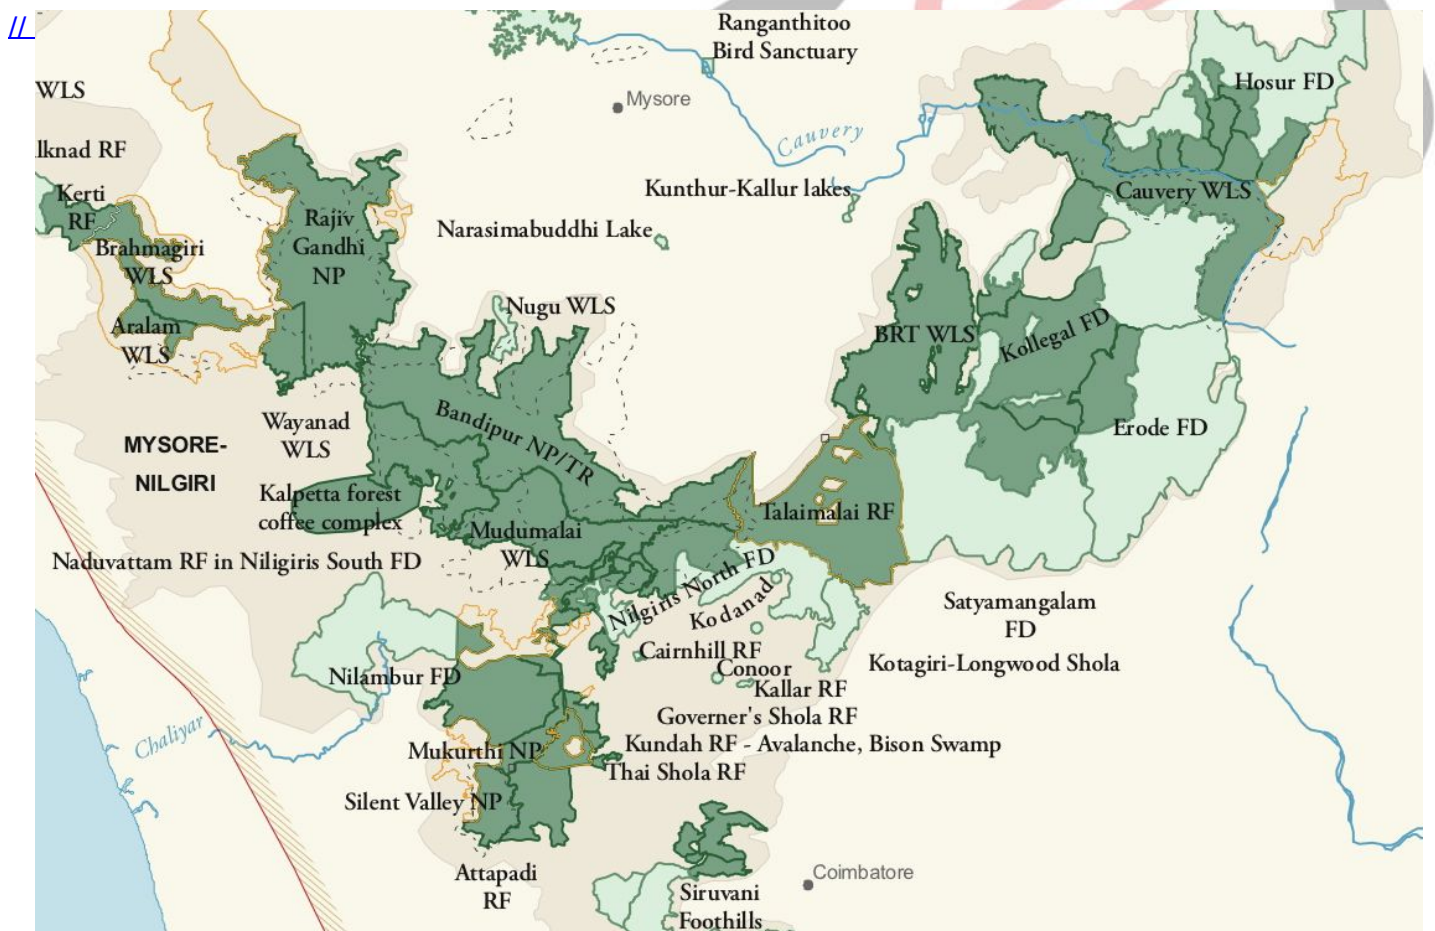 //
Ranganthitoo
Bird Sanctuary
Hosur FD
WLS
Mysore
Cauvery
lknad RF
Kerti
RF
Kunthur-Kallur lakes
Cauvery WLS
Rajiv
Gandhi
NP
Narasimabuddhi Lake
Brahmagiri
WLS
Nugu WLS
Aralam
WLS
BRT WLS
Kollegal FD
Wayanad
WLS
Bandipur NP/TR
Erode FD
MYSORE-
NILGIRI
Kalpetta forest
coffee complex
Talaimalai RF
Mudumalai
WLS
Naduvattam RF in Niligiris South FD
Nilgiris North FD
Kodanad
Satyamangalam
FD
Cairnhill RF
Conoor
Kotagiri-Longwood Shola
Nilambur FD
Kallar RF
Governer's Shola RF
Chaliyar
Mukurthi NP
Kundah RF - Avalanche, Bison Swamp
Thai Shola RF
Silent Valley NP
Attapadi
RF
Coimbatore
Siruvani
Foothills